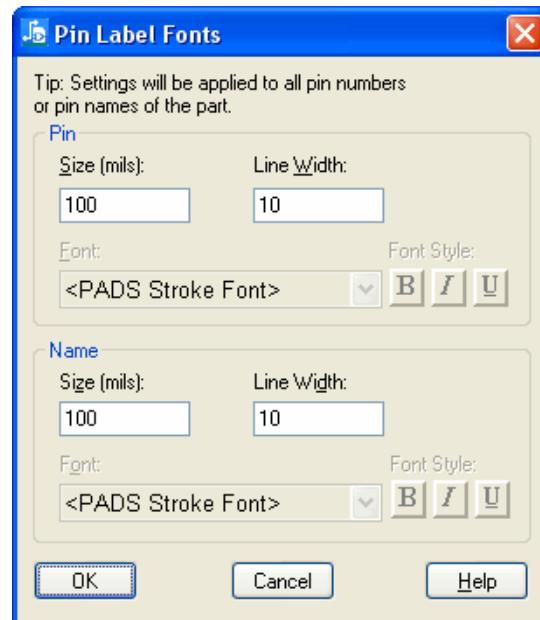 Pin Label Fonts
Tip: Settings will be applied to all pin numbers
or pin names of the part.
Pin
Size (mils): Line Width:
100 10
Font: Font Style:
<PADS Stroke Font> B I U
Name
Size (mils): Line Width:
100 10
Font: Font Style:
<PADS Stroke Font> B I U
OK Cancel Help